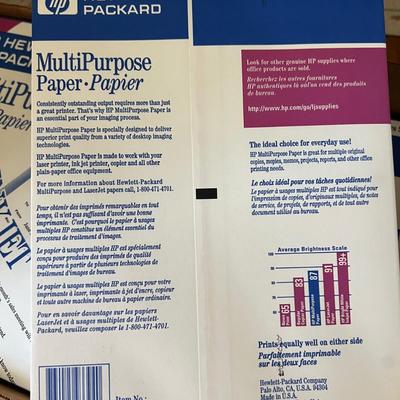 hp
PACKARD
MultiPurpose
Paper • Papier
Consistently outstanding output requires more than just
a great printer. That's why HP MultiPurpose Paper is
an essential part of your imaging process.
HP MultiPurpose Paper is specially designed to deliver
superior print quality from a variety of desktop imaging
technologies.
HP MultiPurpose Paper is made to work with your
laser printer, ink jet printer, copier and all other
plain-paper office equipment.
For more information about Hewlett-Packard
MultiPurpose and LaserJet papers call, 1-800-471-4701.
Pour obtenir des imprimés remarquables en tout
temps, il n'est pas suffisant d'avoir une bonne
imprimante. C'est pourquoi le papier à usages
multiples HP constitue un élément essentiel du
processus de traitement d'images.
Le papier à usages multiples HP est spécialement
conçu pour produire des imprimés de qualité
supérieure à partir de plusieurs technologies de
traitement d'images de bureau.
Le papier à usages multiples HP est conçu pour votre
imprimante à laser, imprimante à jet d'encre, copieur
et toute autre machine de bureau à papier ordinaire.
Pour en savoir davantage sur les papiers
LaserJet et à usages multiples de Hewlett-
Packard, veuillez composer le 1-800-471-4701.
Item No.:
Look for other genuine HP supplies where
office products are sold.
Recherchez les autres fournitures
HP authentiques là où l'on vend des produits
de bureau.
http://www.hp.com/go/ljsupplies
The ideal choice for everyday use!
HP MultiPurpose Paper is great for multiple original
copies, reports, memos, projects, reports, and other office
printing needs.
Le choix idéal pour vos tâches quotidiennes!
Le papier à usages multiples HP est tout indiqué pour
l'impression de copies, d'originaux multiples, de notes
de service, de projets, de rapports, et de tout autre
document utilisé au bureau.
Average Brightness Scale
65
83
87
91
99+
Prints equally well on either side
Parfaitement imprimable
sur les deux faces
Hewlett-Packard Company
Palo Alto, CA, U.S.A. 94304
Made in U.S.A.